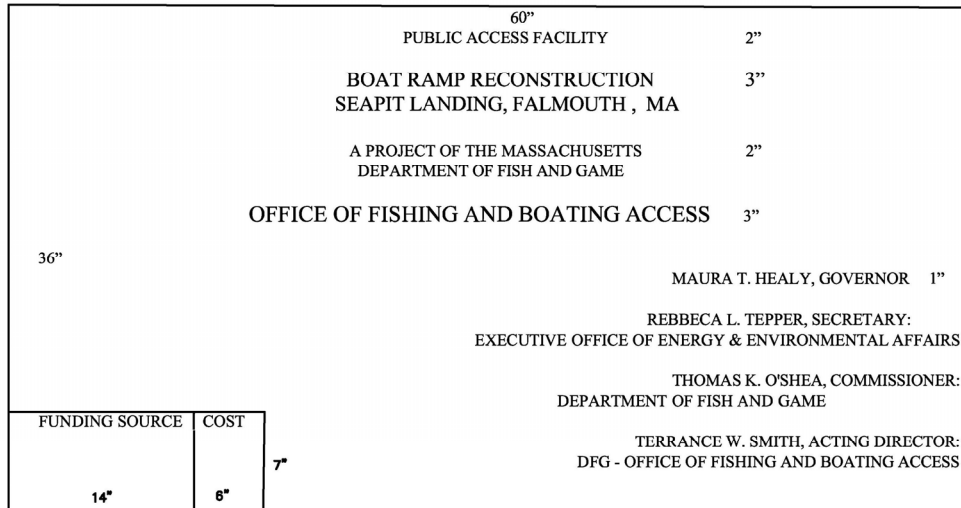 60”
PUBLIC ACCESS FACILITY 2”
BOAT RAMP RECONSTRUCTION 3”
SEAPIT LANDING, FALMOUTH , MA
A PROJECT OF THE MASSACHUSETTS 2”
DEPARTMENT OF FISH AND GAME
OFFICE OF FISHING AND BOATING ACCESS 3”
36”
MAURA T. HEALY, GOVERNOR 1”
REBBECA L. TEPPER, SECRETARY:
EXECUTIVE OFFICE OF ENERGY & ENVIRONMENTAL AFFAIRS
THOMAS K. O'SHEA, COMMISSIONER:
DEPARTMENT OF FISH AND GAME
FUNDING SOURCE COST
TERRANCE W. SMITH, ACTING DIRECTOR:
DFG - OFFICE OF FISHING AND BOATING ACCESS
7"
14" 6"